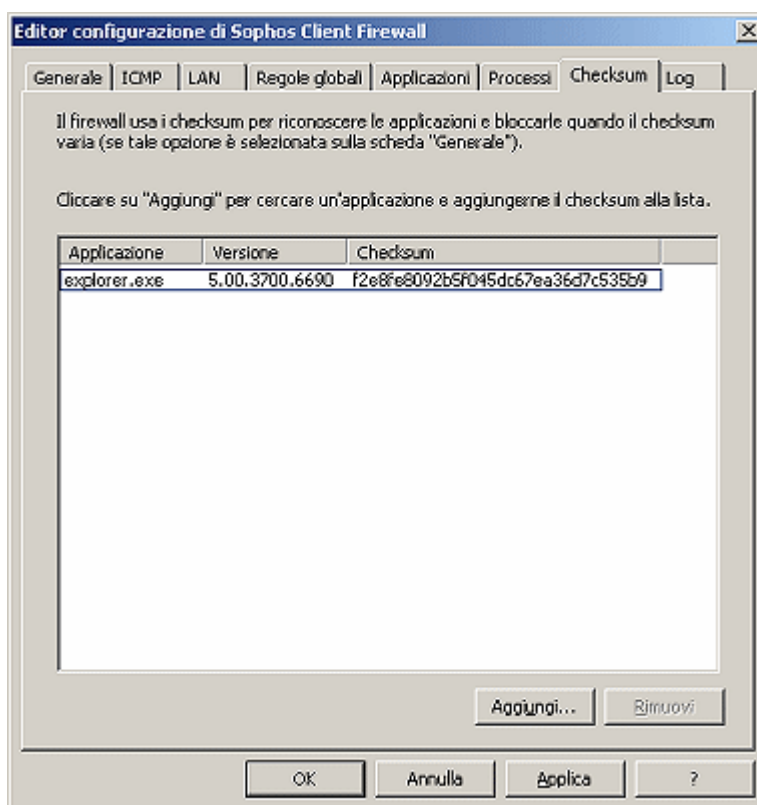 Editor configurazione di Sophos Client Firewall
Generale ICMP LAN Regole globali Applicazioni Processi Checksum Log
Il firewall usa i checksum per riconoscere le applicazioni e bloccarle quando il checksum
varia (se tale opzione è selezionata sulla scheda "Generale").
Cliccare su "Aggiungi" per cercare un'applicazione e aggiungerne il checksum alla lista.
Applicazione Versione Checksum
explorer.exe 5.00.3700.6690 f2e8fe8092b5f045dc67ea36d7c535b9
Aggiungi... Rimuovi
OK Annulla Applica ?